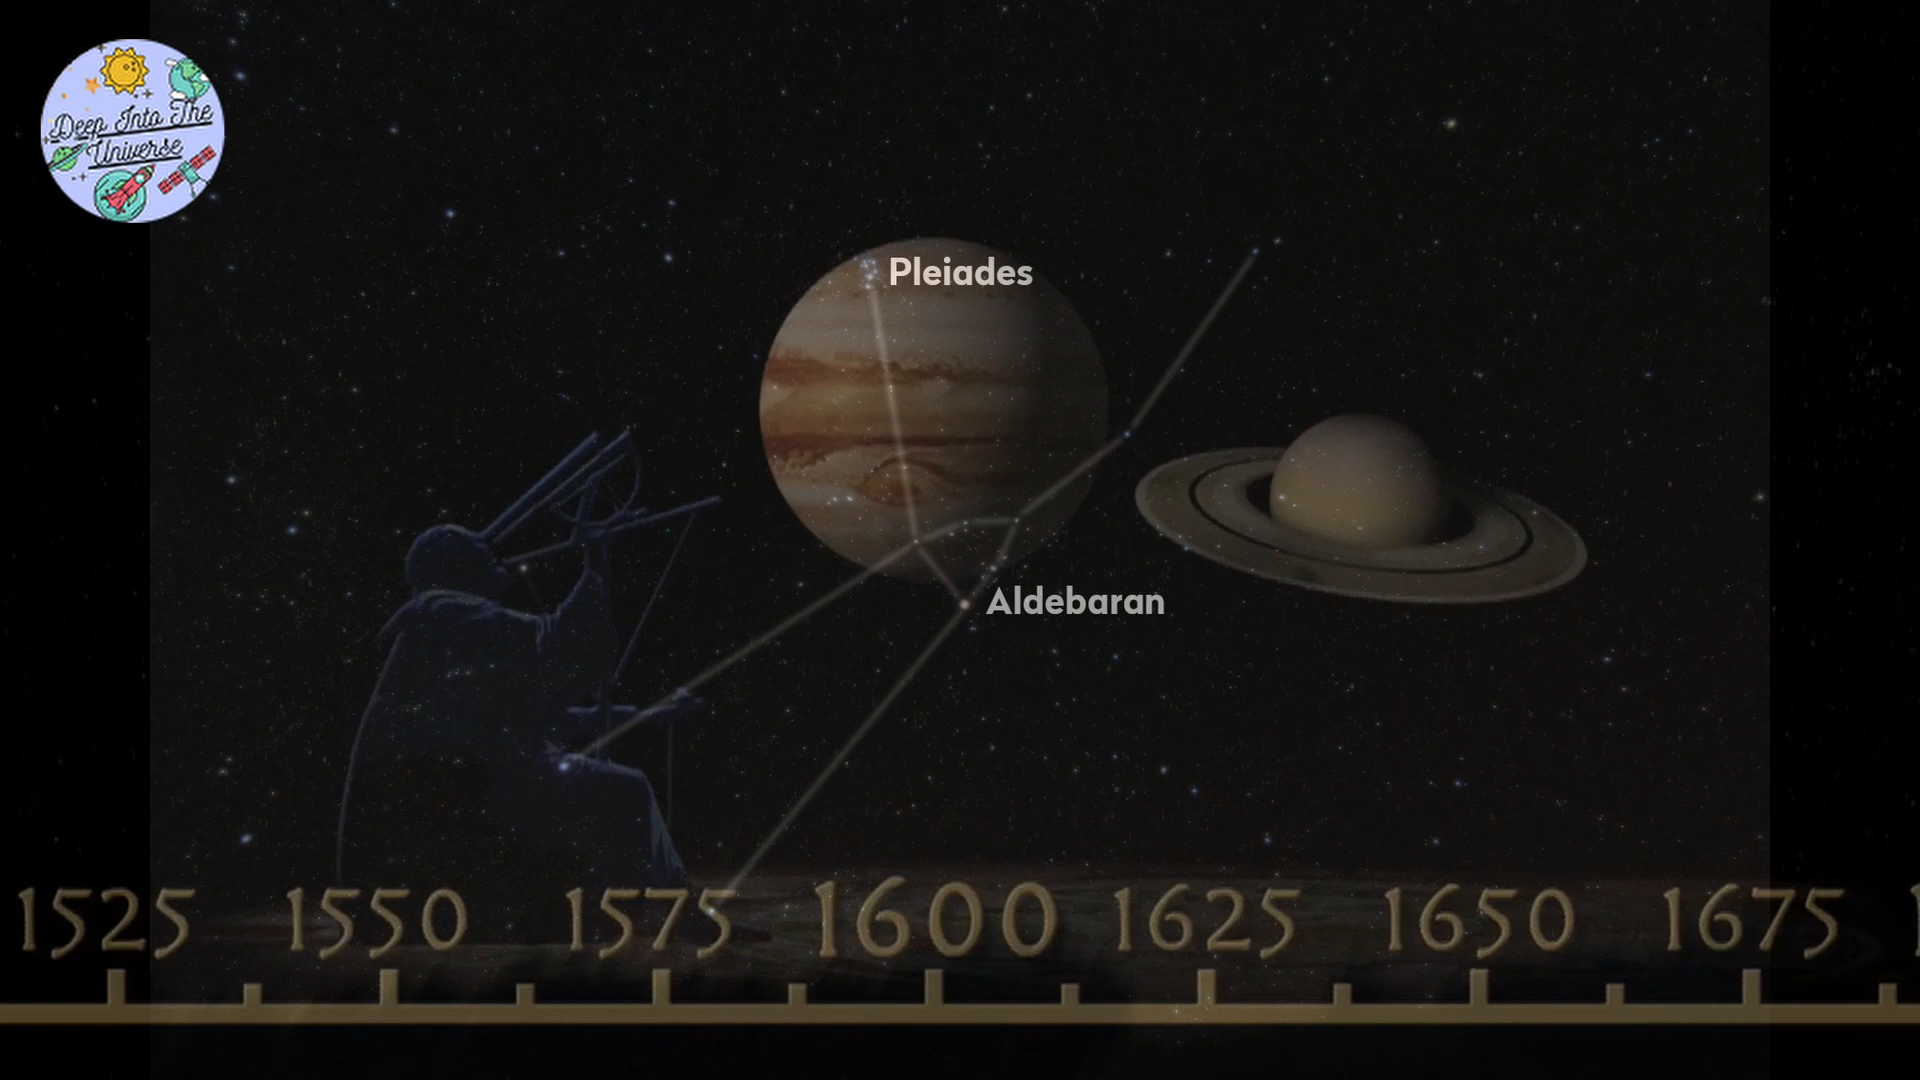 Deep Into The
Universe
Pleiades
Aldebaran
1525 1550 1575 1600 1625 1650 1675